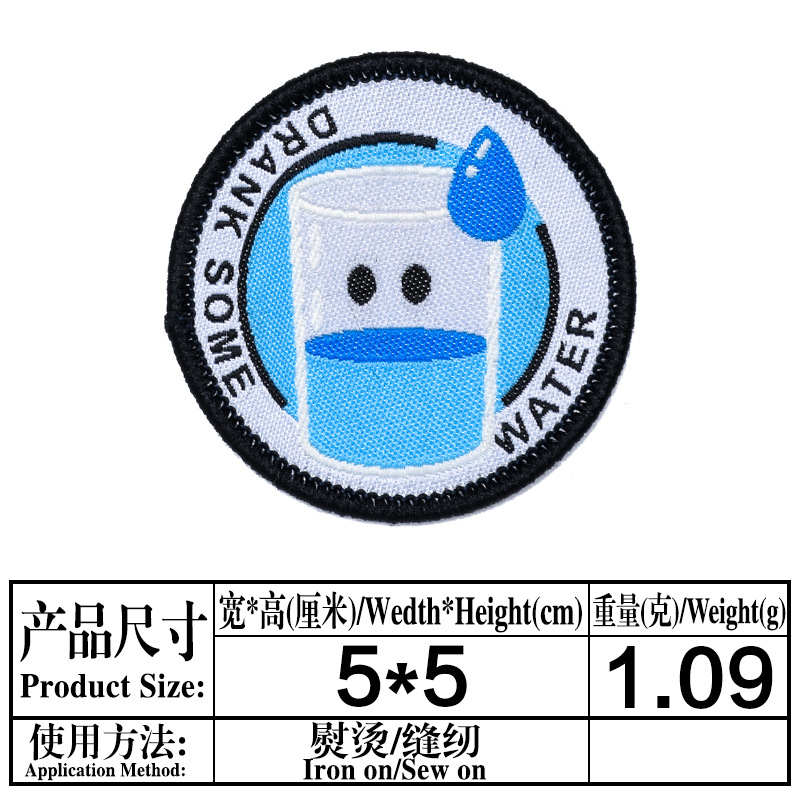 DRANK SOME
WATER
产品尺寸
Product Size:
宽*高(厘米)/Wedth*Height(cm)
重量(克)/Weight(g)
5*5
1.09
使用方法:
Application Method:
熨烫/缝纫
Iron on/Sew on